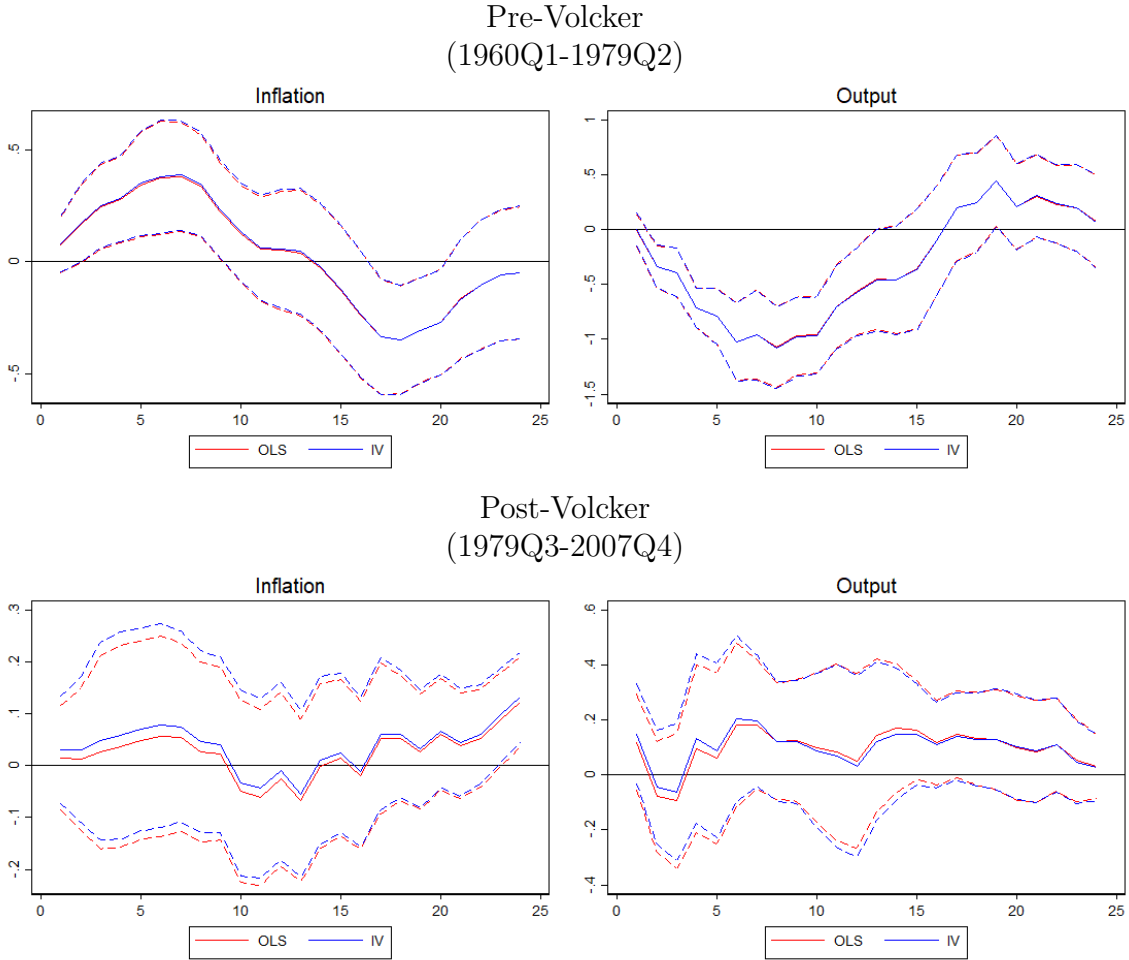 Pre-Volcker
(1960Q1-1979Q2)
Inflation
.5
0
-.5
0 5 10 15 20 25
OLS IV
Output
1
.5
0
-.5
-1
-1.5
0 5 10 15 20 25
OLS IV
Post-Volcker
(1979Q3-2007Q4)
Inflation
.3
.2
.1
0
-.1
-.2
0 5 10 15 20 25
OLS IV
Output
.6
.4
.2
0
-.2
-.4
0 5 10 15 20 25
OLS IV